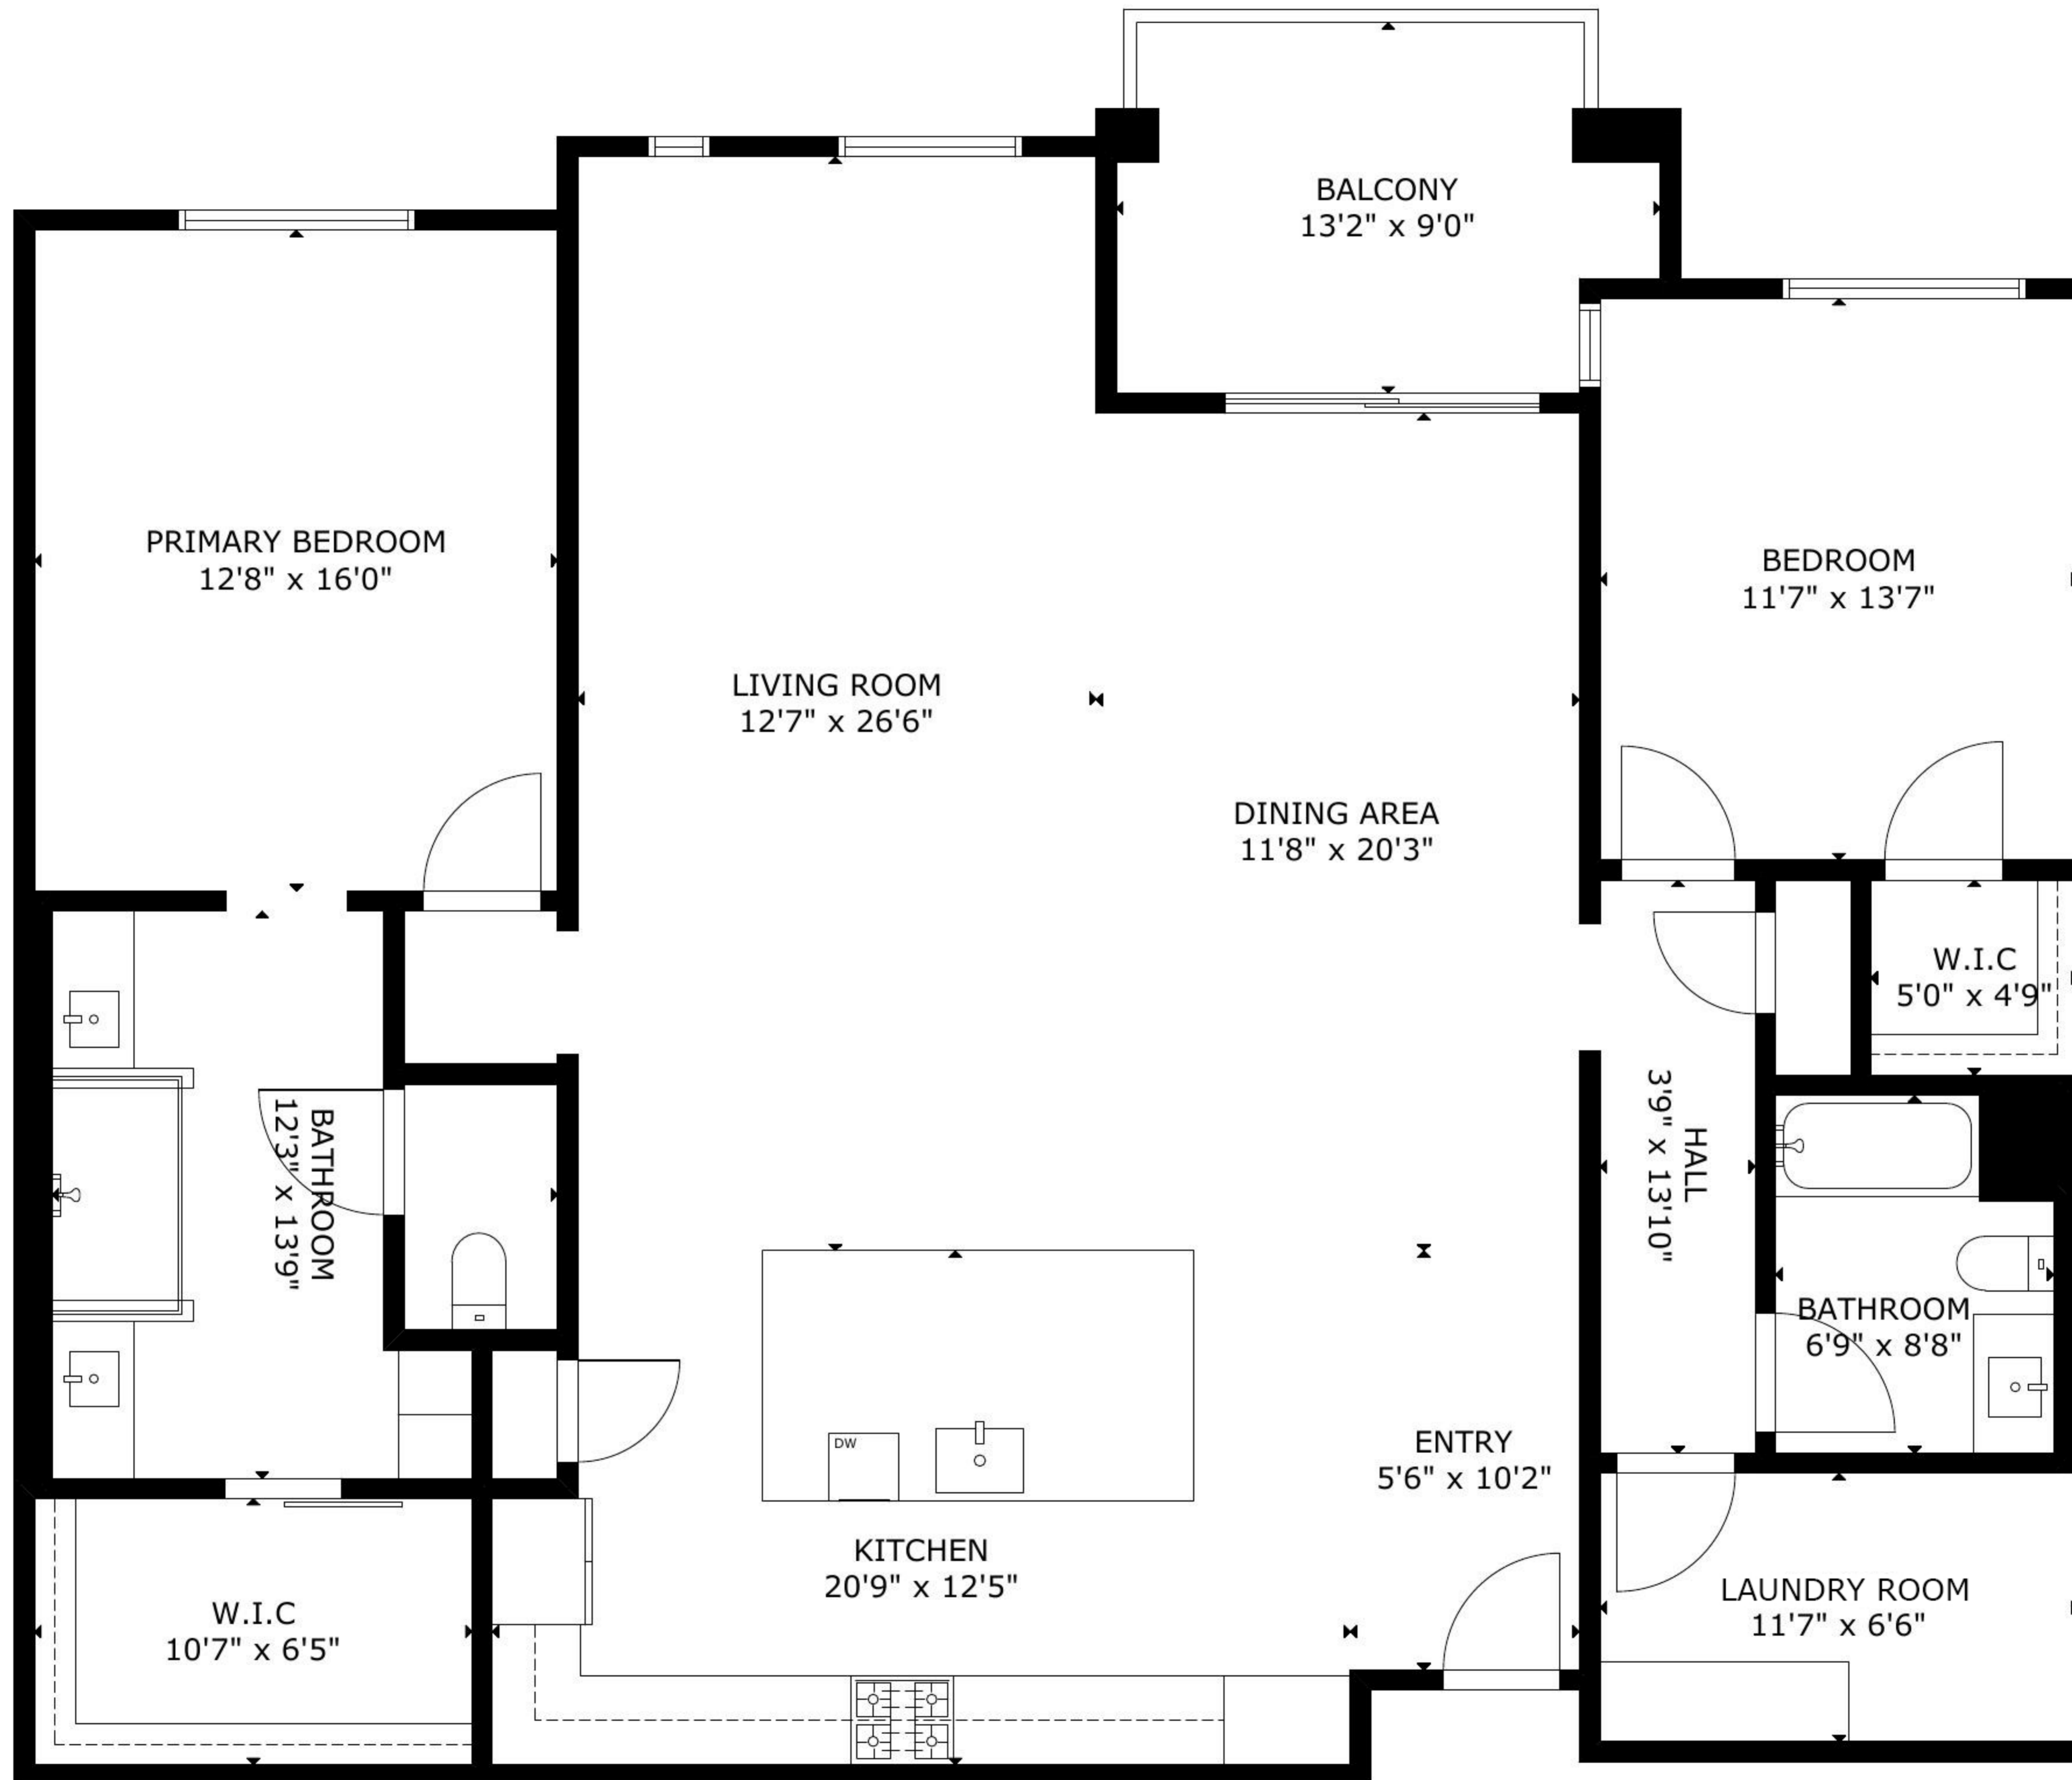 BALCONY
13'2" x 9'0"
PRIMARY BEDROOM
12'8" x 16'0"
BEDROOM
11'7" x 13'7"
LIVING ROOM
12'7" x 26'6"
DINING AREA
11'8" x 20'3"
W.I.C
5'0" x 4'9"
BATHROOM
12'3" x 13'9"
HALL
3'9" x 13'10"
BATHROOM
6'9" x 8'8"
DW
ENTRY
5'6" x 10'2"
KITCHEN
20'9" x 12'5"
LAUNDRY ROOM
11'7" x 6'6"
W.I.C
10'7" x 6'5"